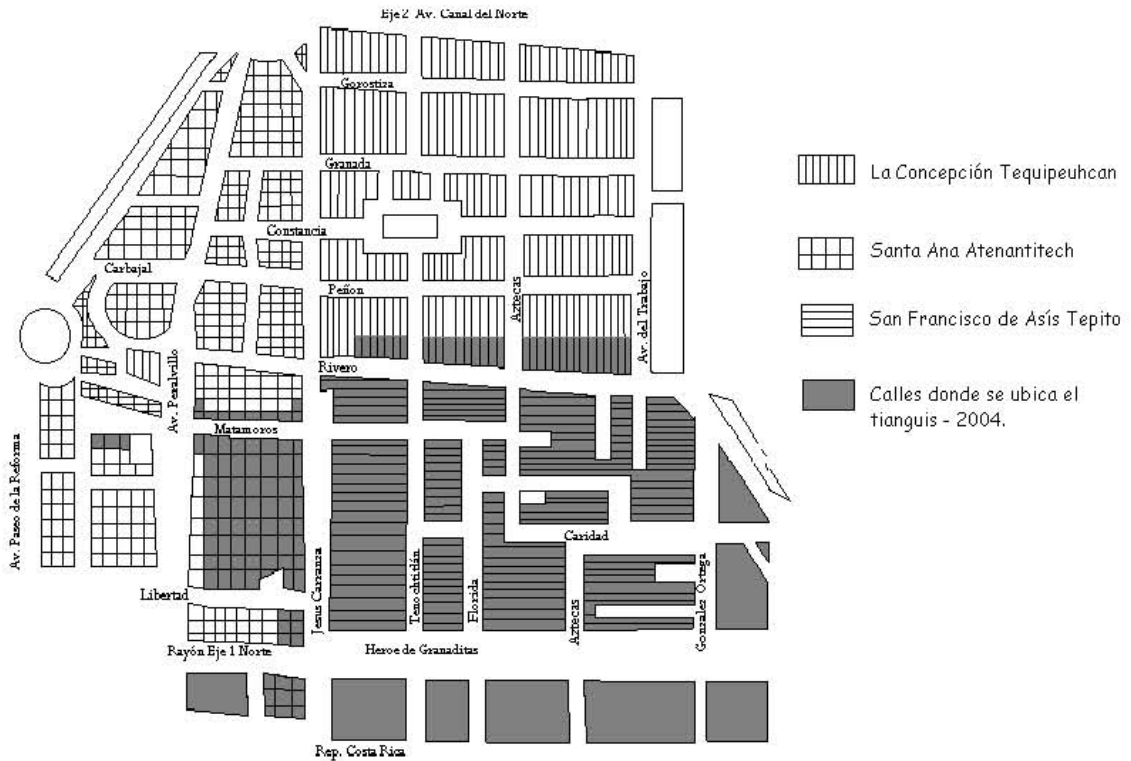 Eje 2 Av. Canal del Norte
Gorostiza
Granada
Constancia
Carbajal
Peñon
Aztecas
Av. del Trabajo
Rivero
Av. Peralvillo
Matamoros
Av. Paseo de la Reforma
Caridad
Libertad
Jesus Carranza
Tenochtitlán
Florida
Aztecas
Gonzalez Ortega
Rayón Eje 1 Norte
Heroe de Granaditas
Rep. Costa Rica
La Concepción Tequipeuhcan
Santa Ana Atenantitech
San Francisco de Asís Tepito
Calles donde se ubica el
tianguis - 2004.